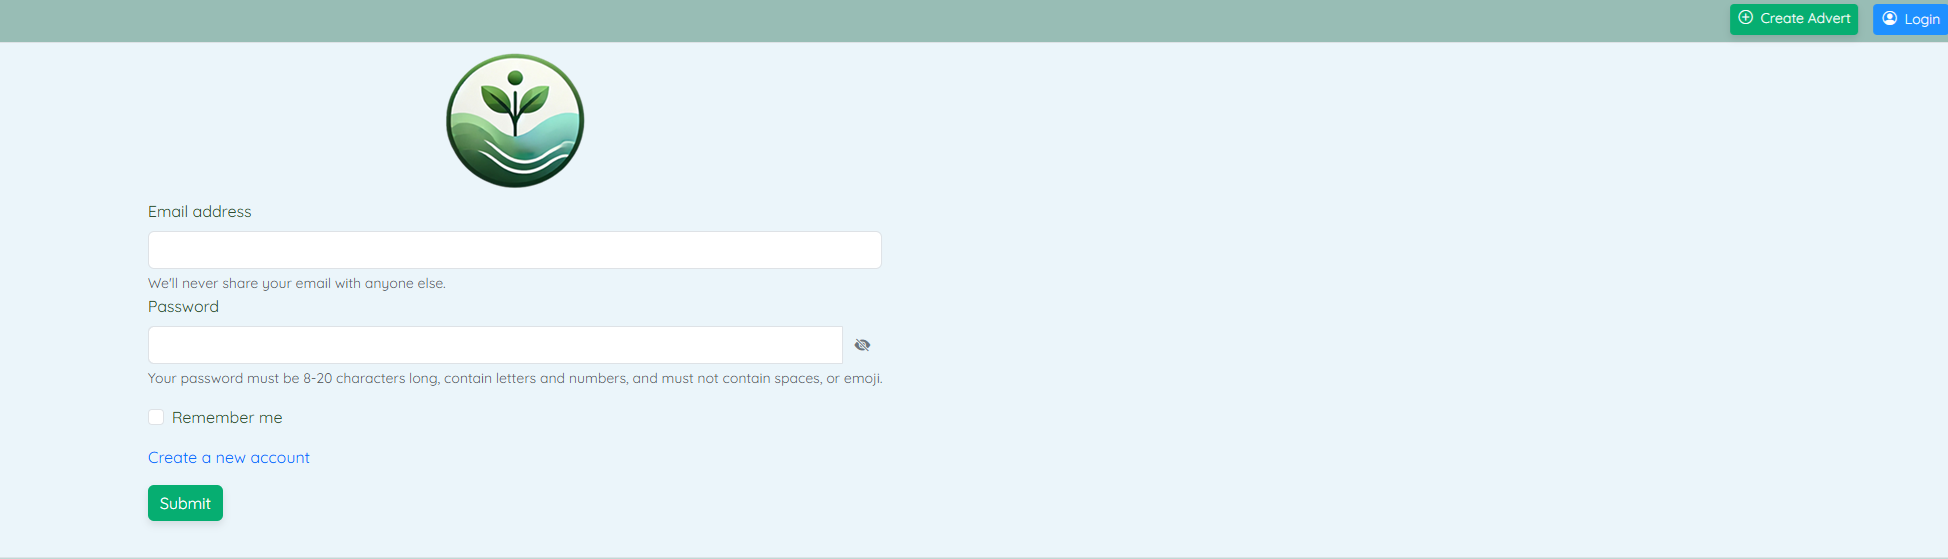 Create Advert
Login
Email address
We'll never share your email with anyone else.
Password
Your password must be 8-20 characters long, contain letters and numbers, and must not contain spaces, or emoji.
Remember me
Create a new account
Submit